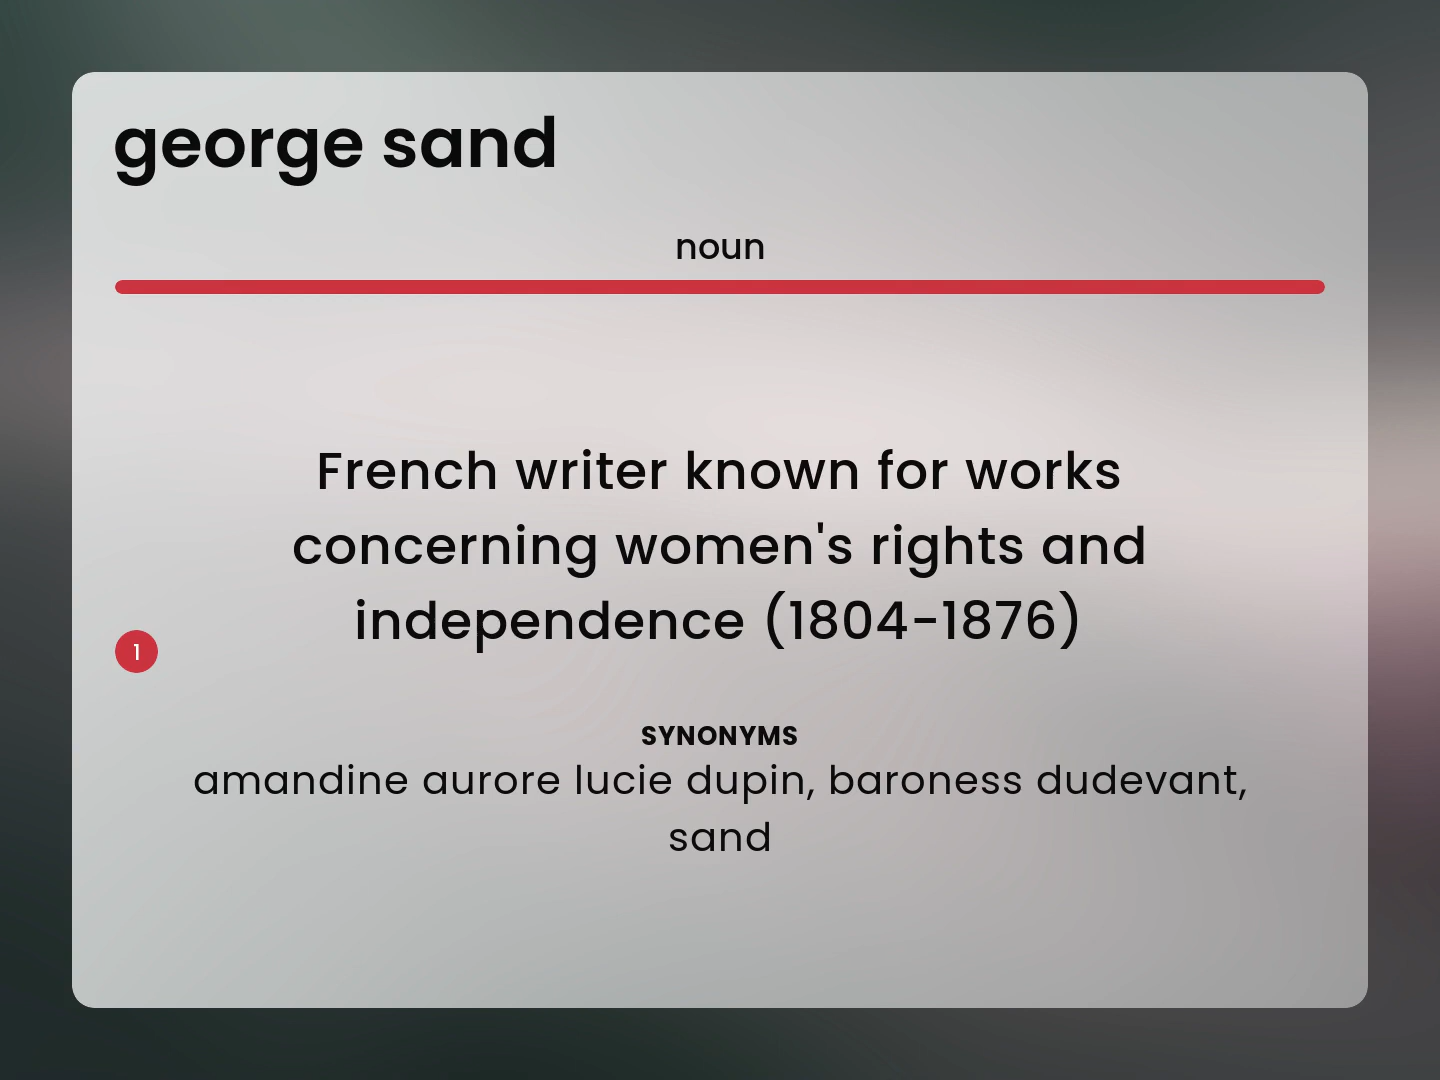 george sand
noun
French writer known for works
concerning women's rights and
independence (1804-1876)
1
SYNONYMS
amandine aurore lucie dupin, baroness dudevant,
sand